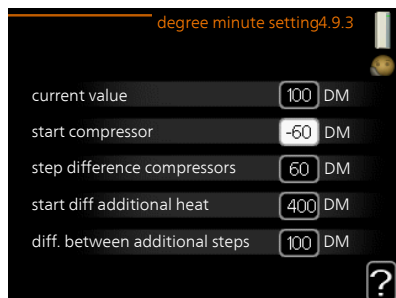 degree minute setting4.9.3
current value 100 DM
start compressor -60 DM
step difference compressors 60 DM
start diff additional heat 400 DM
diff. between additional steps 100 DM
?